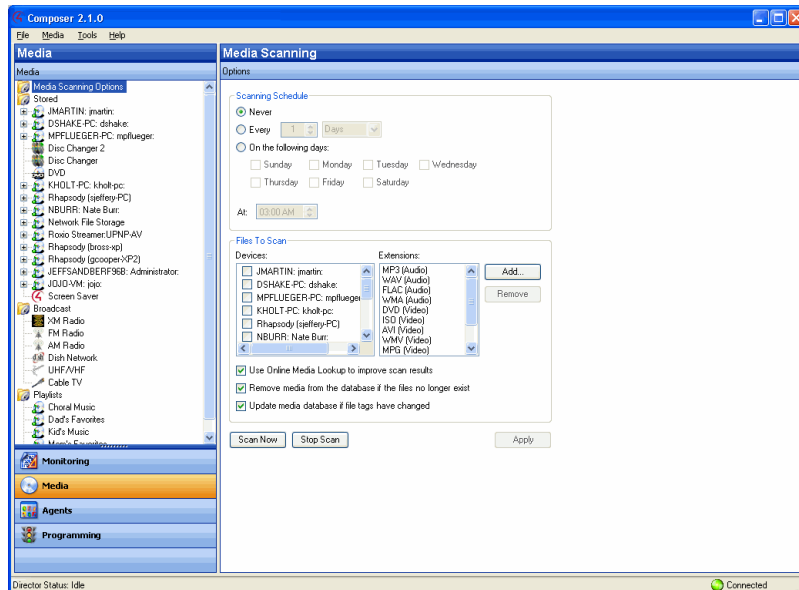 Composer 2.1.0
File Media Tools Help
Media
Media
Media Scanning Options
Stored
JMARTIN: jmartin:
DSHAKE-PC: dshake:
MPFLUEGER-PC: mpflueger:
Disc Changer 2
Disc Changer
DVD
KHOLT-PC: kholt-pc:
Rhapsody (sjeffery-PC)
NBURR: Nate Burr:
Network File Storage
Roxio Streamer:UPNP-AV
Rhapsody (bross-xp)
Rhapsody (gcooper-XP2)
JEFFSANDBERF96B: Administrator:
JOJO-VM: jojo:
Screen Saver
Broadcast
XM Radio
FM Radio
AM Radio
Dish Network
UHF/VHF
Cable TV
Playlists
Choral Music
Dad's Favorites
Kid's Music
Mom's Favorites
Monitoring
Media
Agents
Programming
Media Scanning
Options
Scanning Schedule
Never
Every 1 Days
On the following days:
Sunday Monday Tuesday Wednesday
Thursday Friday Saturday
At: 03:00 AM
Files To Scan
Devices:
JMARTIN: jmartin:
DSHAKE-PC: dshake:
MPFLUEGER-PC: mpflueger
KHOLT-PC: kholt-pc:
Rhapsody (sjeffery-PC)
NBURR: Nate Burr:
Extensions:
MP3 (Audio)
WAV (Audio)
FLAC (Audio)
WMA (Audio)
DVD (Video)
ISO (Video)
AVI (Video)
WMV (Video)
MPG (Video)
Add...
Remove
Use Online Media Lookup to improve scan results
Remove media from the database if the files no longer exist
Update media database if file tags have changed
Scan Now Stop Scan Apply
Director Status: Idle
Connected